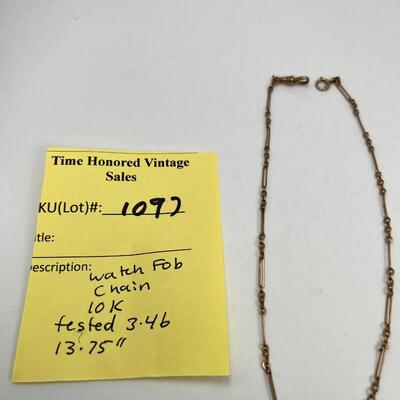 Time Honored Vintage
Sales
KU(Lot)#: 1097
itle:
escription: watch Fob
Chain
10K
tested 3.46
13.75"